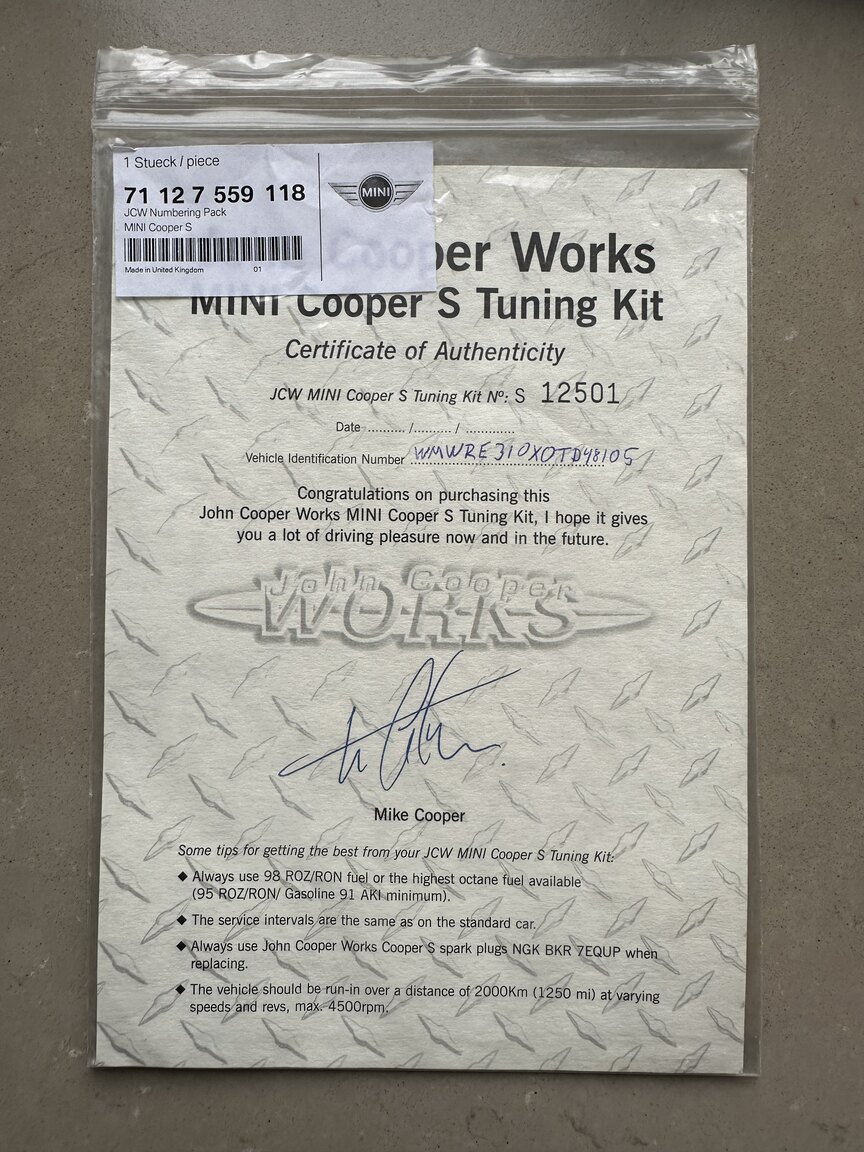 1 Stueck / piece
71 12 7 559 118
JCW Numbering Pack
MINI Cooper S
Made in United Kingdom 01
MINI
Cooper Works
MINI Cooper S Tuning Kit
Certificate of Authenticity
JCW MINI Cooper S Tuning Kit Nº: S 12501
Date ......... /......... / ............
Vehicle Identification Number WMWRE310X0TD48105
Congratulations on purchasing this
John Cooper Works MINI Cooper S Tuning Kit, I hope it gives
you a lot of driving pleasure now and in the future.
John Cooper
WORKS
Mike Cooper
Some tips for getting the best from your JCW MINI Cooper S Tuning Kit:
◆ Always use 98 ROZ/RON fuel or the highest octane fuel available
(95 ROZ/RON/ Gasoline 91 AKI minimum).
◆ The service intervals are the same as on the standard car.
◆ Always use John Cooper Works Cooper S spark plugs NGK BKR 7EQUP when
replacing.
◆ The vehicle should be run-in over a distance of 2000Km (1250 mi) at varying
speeds and revs, max. 4500rpm.